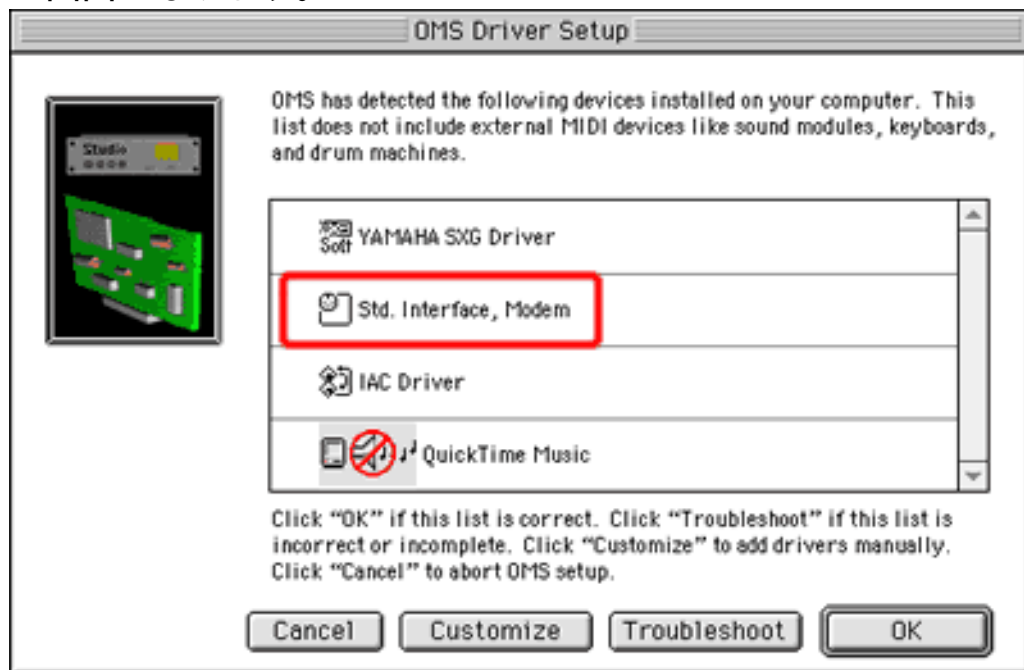 OMS Driver Setup
OMS has detected the following devices installed on your computer. This
list does not include external MIDI devices like sound modules, keyboards,
and drum machines.
Studio
Soft YAMAHA SXG Driver
Std. Interface, Modem
IAC Driver
QuickTime Music
Click “OK” if this list is correct. Click “Troubleshoot” if this list is
incorrect or incomplete. Click “Customize” to add drivers manually.
Click “Cancel” to abort OMS setup.
Cancel Customize Troubleshoot OK